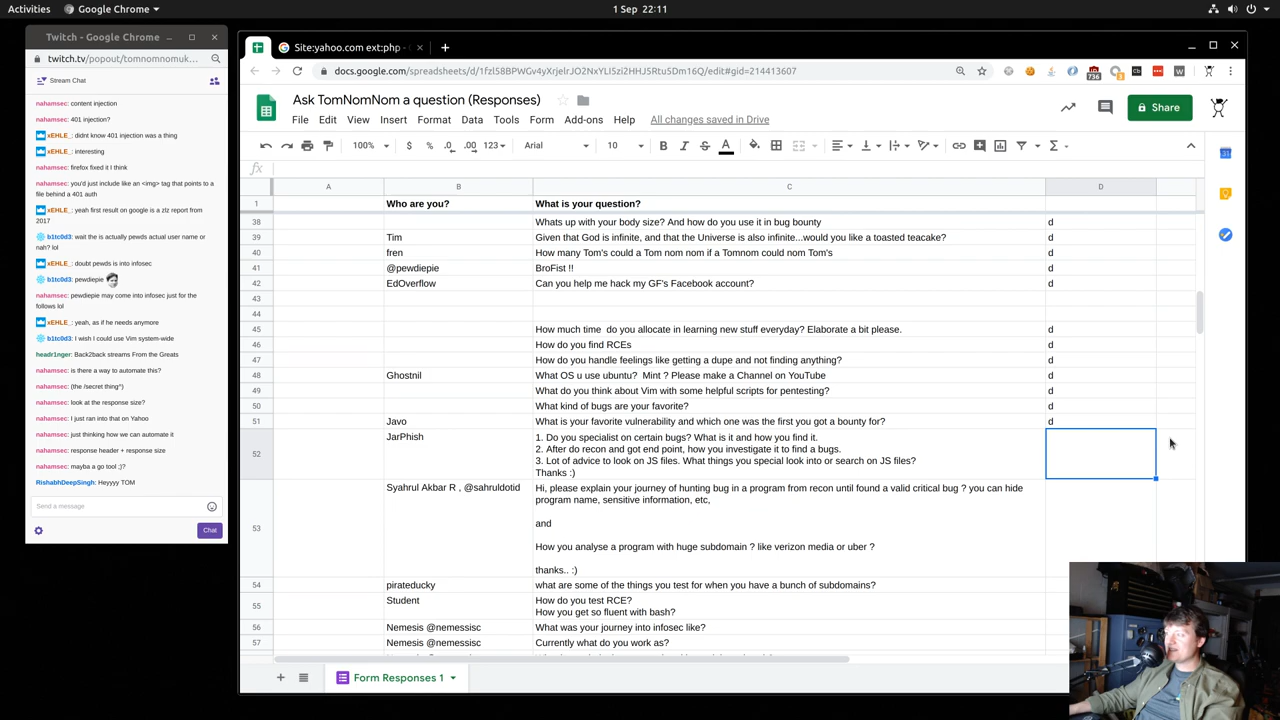 Activities
Google Chrome
1 Sep 22:11
Twitch - Google Chrome
twitch.tv/popout/tomnomnomuk...
Stream Chat
nahamsec: content injection
nahamsec: 401 injection?
xEHLE_: didnt know 401 injection was a thing
xEHLE_: interesting
nahamsec: firefox fixed it I think
nahamsec: you'd just include like an <img> tag that points to a
file behind a 401 auth
xEHLE_: yeah first result on google is a zlz report from
2017
b1tc0d3: wait the is actually pewds actual user name or
nah? lol
xEHLE_: doubt pewds is into infosec
b1tc0d3: pewdiepie
nahamsec: pewdiepie may come into infosec just for the
follows lol
xEHLE_: yeah, as if he needs anymore
b1tc0d3: I wish I could use Vim system-wide
headr1nger: Back2back streams From the Greats
nahamsec: is there a way to automate this?
nahamsec: (the /secret thing^)
nahamsec: look at the response size?
nahamsec: I just ran into that on Yahoo
nahamsec: just thinking how we can automate it
nahamsec: response header + response size
nahamsec: mayba a go tool ;)?
RishabhDeepSingh: Heyyyy TOM
Send a message
Chat
Site:yahoo.com ext:php -
docs.google.com/spreadsheets/d/1fzl58BPWGv4yXrjelrJO2NxYLI5zi2HHJ5RtuSDm16Q/edit#gid=214413607
736
Ask TomNomNom a question (Responses)
File Edit View Insert Format Data Tools Form Add-ons Help All changes saved in Drive
Share
100% $ % .0 .00 123 Arial 10 B I S A
fx
A B C D
1 Who are you? What is your question?
38 Whats up with your body size? And how do you use it in bug bounty d
39 Tim Given that God is infinite, and that the Universe is also infinite...would you like a toasted teacake? d
40 fren How many Tom's could a Tom nom nom if a Tomnom could nom Tom's d
41 @pewdiepie BroFist !! d
42 EdOverflow Can you help me hack my GF's Facebook account? d
43
44
45 How much time do you allocate in learning new stuff everyday? Elaborate a bit please. d
46 How do you find RCEs d
47 How do you handle feelings like getting a dupe and not finding anything? d
48 Ghostnil What OS u use ubuntu? Mint ? Please make a Channel on YouTube d
49 What do you think about Vim with some helpful scripts for pentesting? d
50 What kind of bugs are your favorite? d
51 Javo What is your favorite vulnerability and which one was the first you got a bounty for? d
52 JarPhish 1. Do you specialist on certain bugs? What is it and how you find it.
2. After do recon and got end point, how you investigate it to find a bugs.
3. Lot of advice to look on JS files. What things you special look into or search on JS files?
Thanks :)
53 Syahrul Akbar R , @sahruldotid Hi, please explain your journey of hunting bug in a program from recon until found a valid critical bug ? you can hide
program name, sensitive information, etc,
and
How you analyse a program with huge subdomain ? like verizon media or uber ?
thanks.. :)
54 pirateducky what are some of the things you test for when you have a bunch of subdomains?
55 Student How do you test RCE?
How you get so fluent with bash?
56 Nemesis @nemessisc What was your journey into infosec like?
57 Nemesis @nemessisc Currently what do you work as?
Form Responses 1